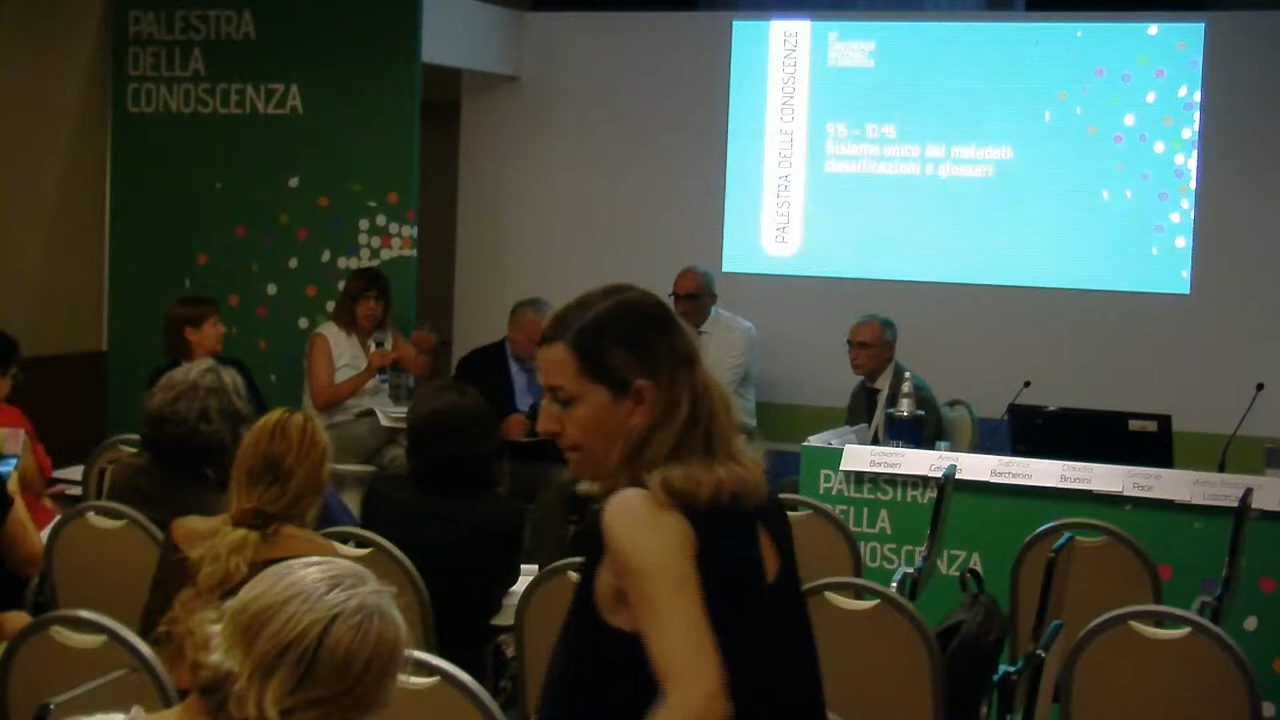 PALESTRA
DELLA
CONOSCENZA
PALESTRA DELLE CONOSCENZE
9.15 – 10.45
Sistema unico dei metadati
classificazioni e glossari
Giovanni
Barbieri
Anna
Sabrina
Barcherini
Claudia
Brunini
Simone
Pace
PALESTRA
DELLA
CONOSCENZA